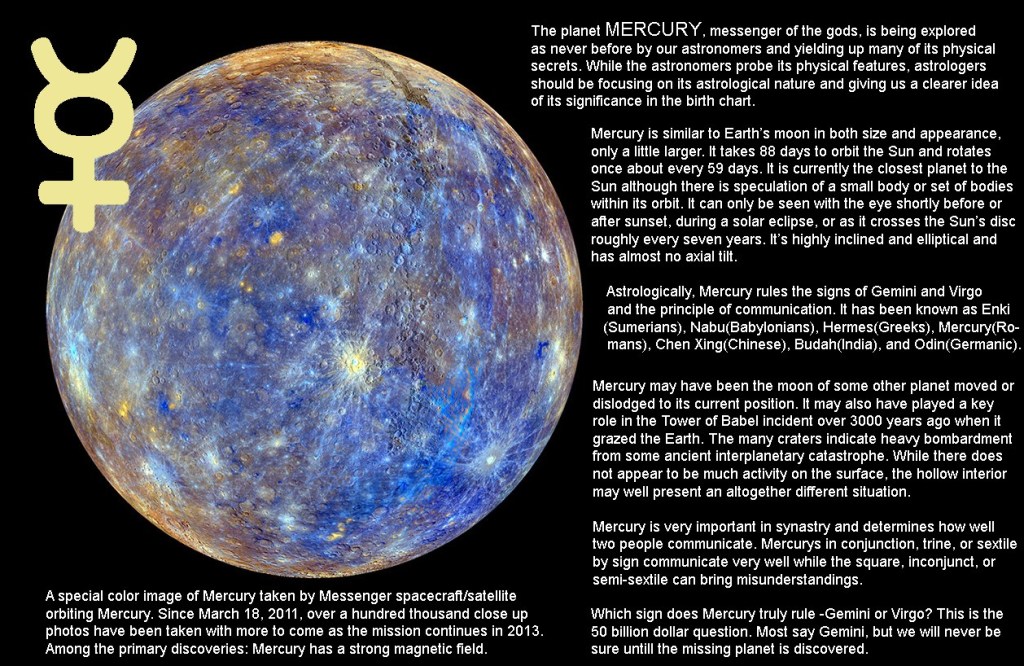 The planet MERCURY, messenger of the gods, is being explored
as never before by our astronomers and yielding up many of its physical
secrets. While the astronomers probe its physical features, astrologers
should be focusing on its astrological nature and giving us a clearer idea
of its significance in the birth chart.
Mercury is similar to Earth's moon in both size and appearance,
only a little larger. It takes 88 days to orbit the Sun and rotates
once about every 59 days. It is currently the closest planet to the
Sun although there is speculation of a small body or set of bodies
within its orbit. It can only be seen with the eye shortly before or
after sunset, during a solar eclipse, or as it crosses the Sun's disc
roughly every seven years. It's highly inclined and elliptical and
has almost no axial tilt.
Astrologically, Mercury rules the signs of Gemini and Virgo
and the principle of communication. It has been known as Enki
(Sumerians), Nabu(Babylonians), Hermes(Greeks), Mercury(Ro-
mans), Chen Xing(Chinese), Budah(India), and Odin(Germanic).
Mercury may have been the moon of some other planet moved or
dislodged to its current position. It may also have played a key
role in the Tower of Babel incident over 3000 years ago when it
grazed the Earth. The many craters indicate heavy bombardment
from some ancient interplanetary catastrophe. While there does
not appear to be much activity on the surface, the hollow interior
may well present an altogether different situation.
Mercury is very important in synastry and determines how well
two people communicate. Mercurys in conjunction, trine, or sextile
by sign communicate very well while the square, inconjunct, or
semi-sextile can bring misunderstandings.
Which sign does Mercury truly rule -Gemini or Virgo? This is the
50 billion dollar question. Most say Gemini, but we will never be
sure untill the missing planet is discovered.
A special color image of Mercury taken by Messenger spacecraft/satellite
orbiting Mercury. Since March 18, 2011, over a hundred thousand close up
photos have been taken with more to come as the mission continues in 2013.
Among the primary discoveries: Mercury has a strong magnetic field.